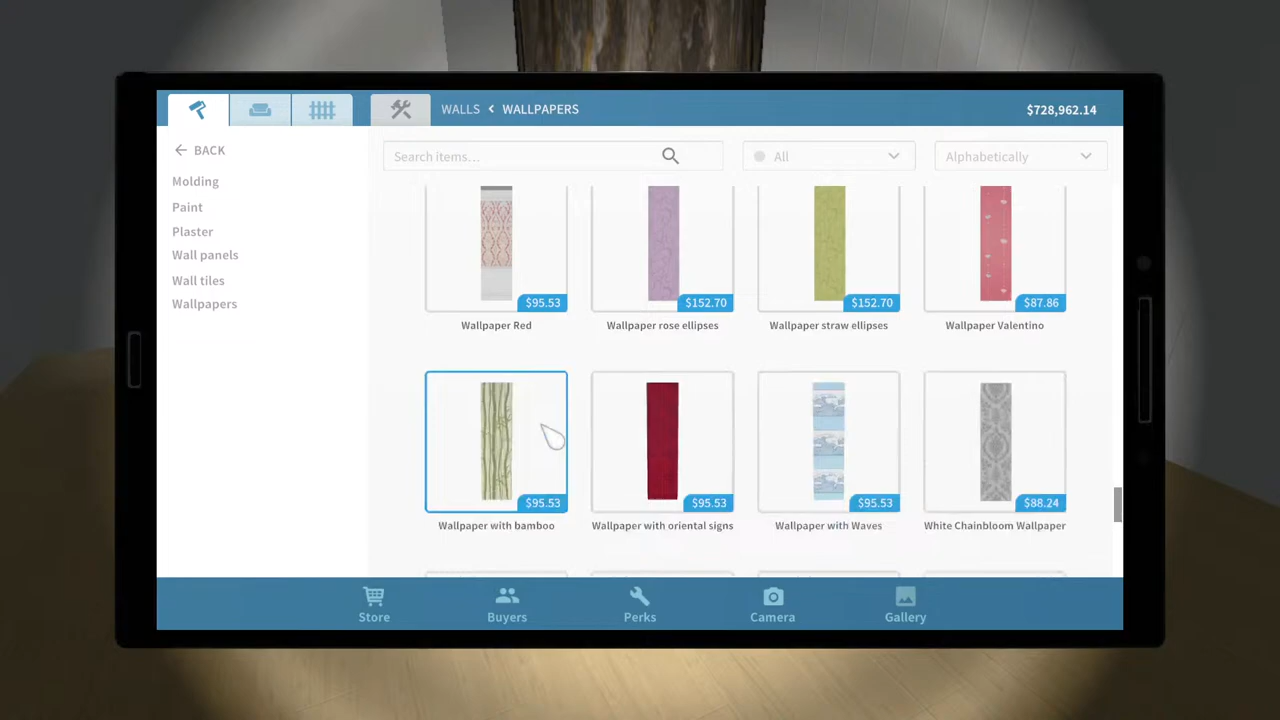 WALLS < WALLPAPERS
$728,962.14
BACK
Search items...
All
Alphabetically
Molding
Paint
Plaster
Wall panels
Wall tiles
Wallpapers
$95.53
$152.70
$152.70
$87.86
Wallpaper Red
Wallpaper rose ellipses
Wallpaper straw ellipses
Wallpaper Valentino
$95.53
$95.53
$95.53
$88.24
Wallpaper with bamboo
Wallpaper with oriental signs
Wallpaper with Waves
White Chainbloom Wallpaper
Store
Buyers
Perks
Camera
Gallery